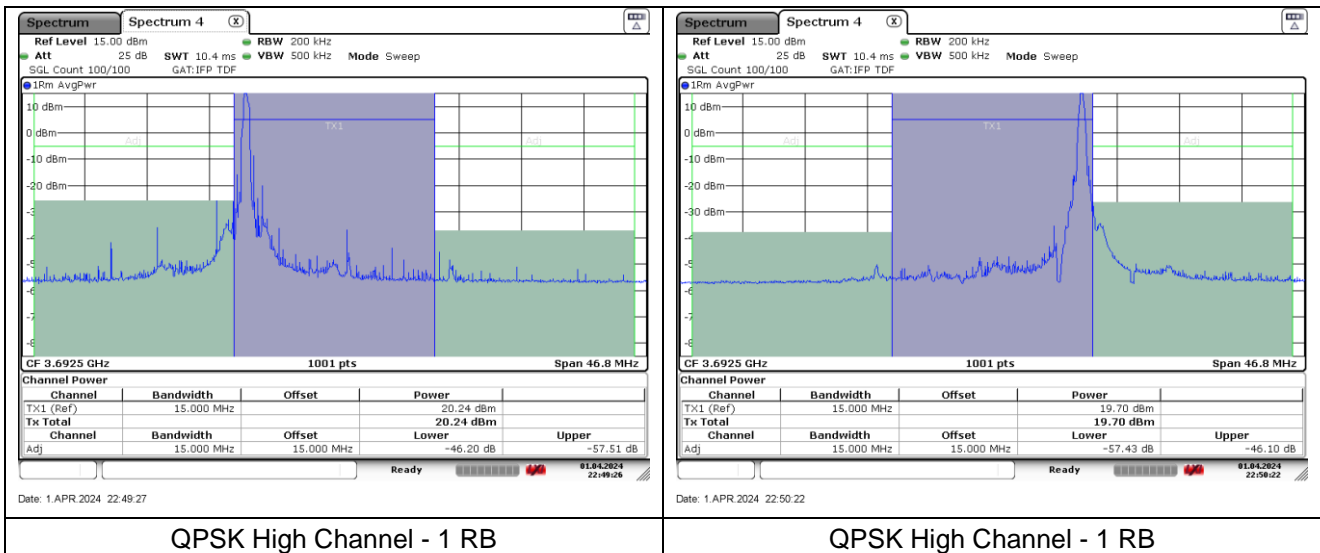 Spectrum Spectrum 4 X
Ref Level 15.00 dBm RBW 200 kHz
Att 25 dB SWT 10.4 ms VBW 500 kHz Mode Sweep
SGL Count 100/100 GAT:IFP TDF
1Rm AvgPwr
10 dBm
TX1
0 dBm
Adj Adj
-10 dBm
-20 dBm
-3
-4
-5
-6
-7
-8
CF 3.6925 GHz 1001 pts Span 46.8 MHz
Channel Power
Channel Bandwidth Offset Power
TX1 (Ref) 15.000 MHz 20.24 dBm
Tx Total 20.24 dBm
Channel Bandwidth Offset Lower Upper
Adj 15.000 MHz 15.000 MHz -46.20 dB -57.51 dB
Ready 01.04.2024
22:49:26
Date: 1.APR.2024 22:49:27
QPSK High Channel - 1 RB
Spectrum Spectrum 4 X
Ref Level 15.00 dBm RBW 200 kHz
Att 25 dB SWT 10.4 ms VBW 500 kHz Mode Sweep
SGL Count 100/100 GAT:IFP TDF
1Rm AvgPwr
10 dBm
TX1
0 dBm
Adj Adj
-10 dBm
-20 dBm
-30 dBm
-4
-5
-6
-7
-8
CF 3.6925 GHz 1001 pts Span 46.8 MHz
Channel Power
Channel Bandwidth Offset Power
TX1 (Ref) 15.000 MHz 19.70 dBm
Tx Total 19.70 dBm
Channel Bandwidth Offset Lower Upper
Adj 15.000 MHz 15.000 MHz -57.43 dB -46.10 dB
Ready 01.04.2024
22:50:22
Date: 1.APR.2024 22:50:22
QPSK High Channel - 1 RB